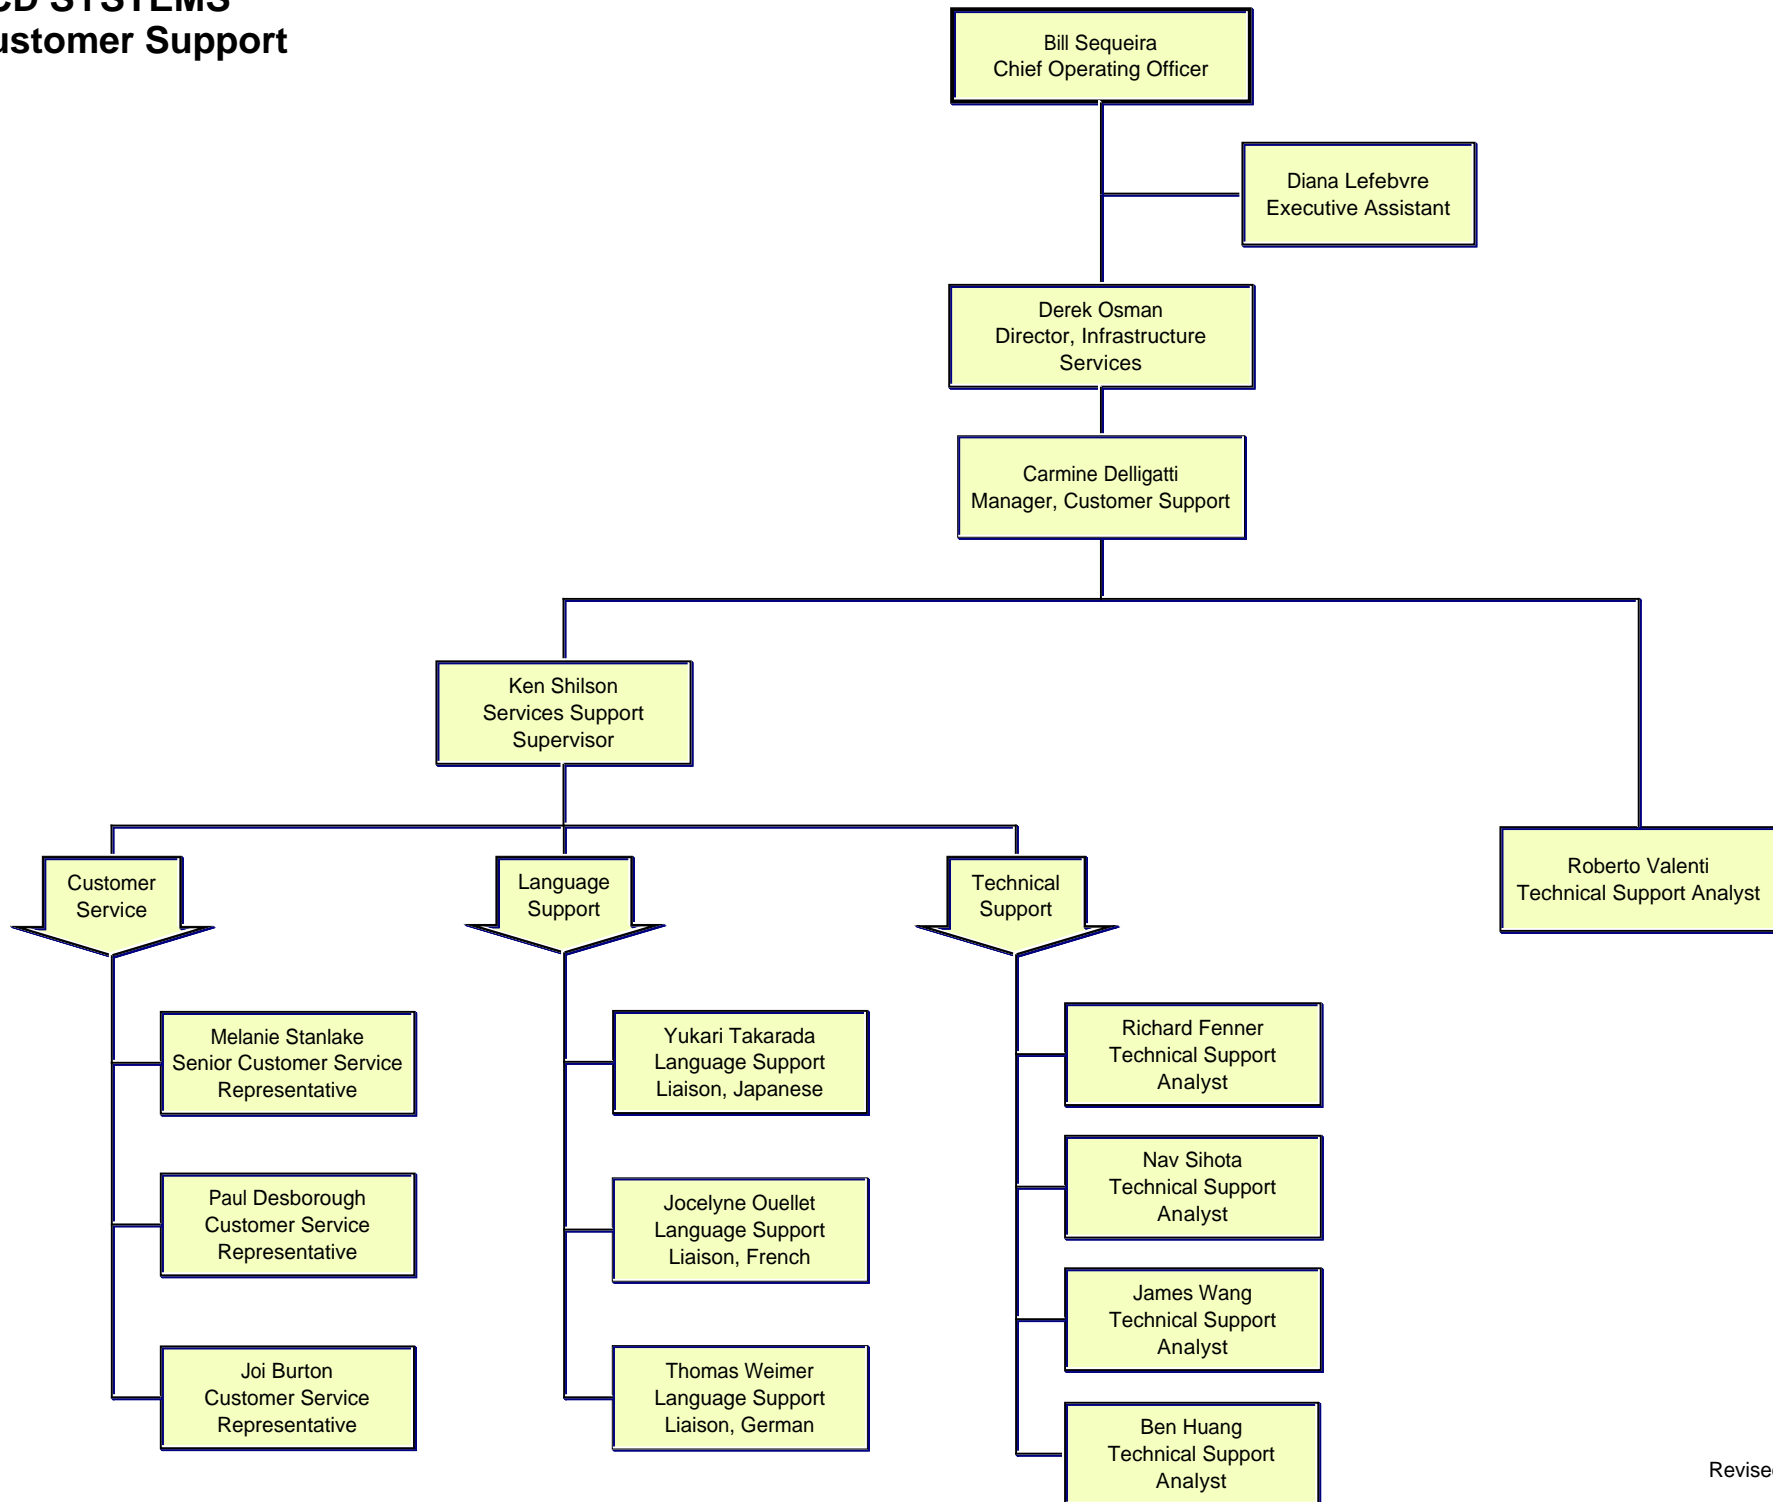 CD SYSTEMS
ustomer Support
Bill Sequeira
Chief Operating Officer
Diana Lefebvre
Executive Assistant
Derek Osman
Director, Infrastructure
Services
Carmine Delligatti
Manager, Customer Support
Ken Shilson
Services Support
Supervisor
Roberto Valenti
Technical Support Analyst
Customer
Service
Melanie Stanlake
Senior Customer Service
Representative
Paul Desborough
Customer Service
Representative
Joi Burton
Customer Service
Representative
Language
Support
Yukari Takarada
Language Support
Liaison, Japanese
Jocelyne Ouellet
Language Support
Liaison, French
Thomas Weimer
Language Support
Liaison, German
Technical
Support
Richard Fenner
Technical Support
Analyst
Nav Sihota
Technical Support
Analyst
James Wang
Technical Support
Analyst
Ben Huang
Technical Support
Analyst
Revise